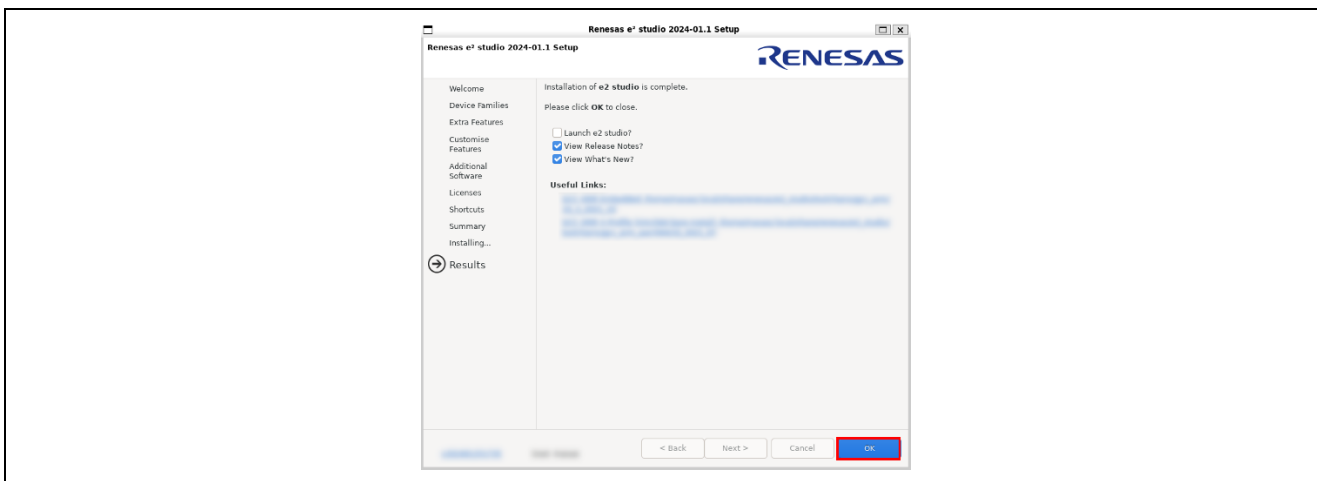 Renesas e² studio 2024-01.1 Setup
Renesas e² studio 2024-01.1 Setup
RENESAS
Welcome
Device Families
Extra Features
Customise
Features
Additional
Software
Licenses
Shortcuts
Summary
Installing...
Results
Installation of e2 studio is complete.
Please click OK to close.
Launch e2 studio?
View Release Notes?
View What's New?
Useful Links:
< Back
Next >
Cancel
OK